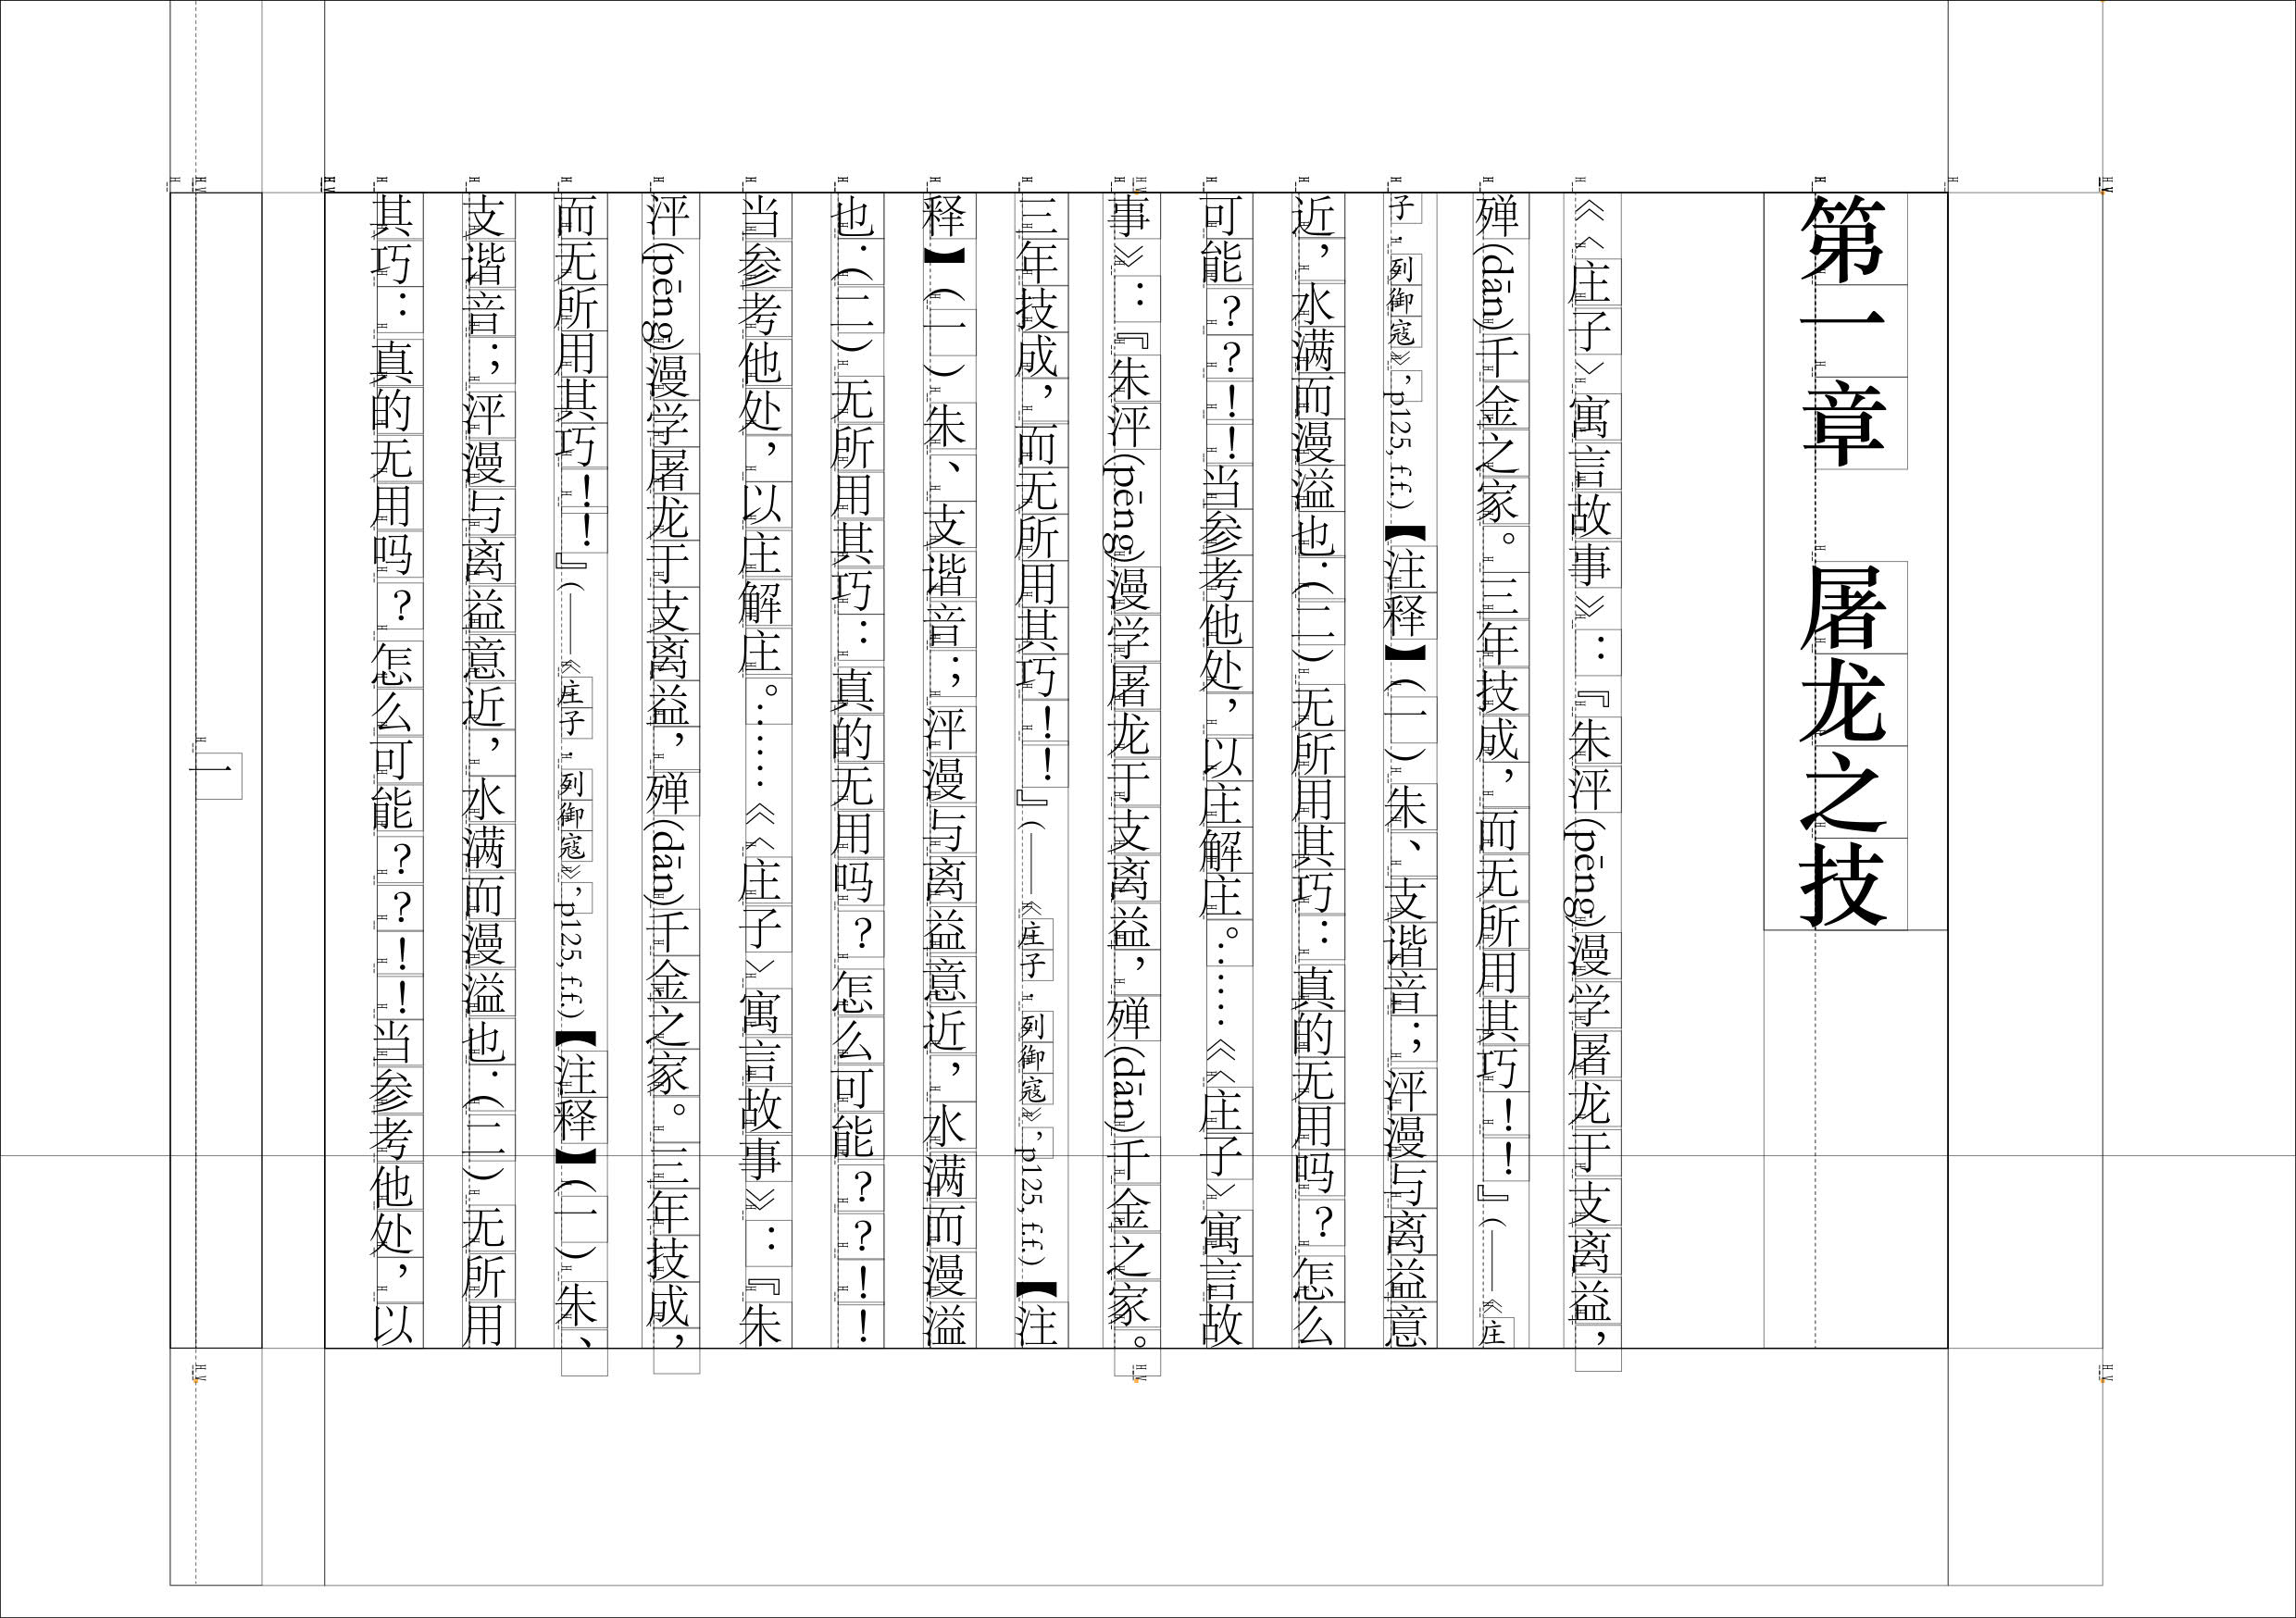 第一章　屠龙之技
《〈庄子〉寓言故事》：『朱泙(pēng)漫学屠龙于支离益，
殚(dān)千金之家。三年技成，而无所用其巧！！』（——《庄
子·列御寇》，p125, f.f.）【注释】（一）、朱、支谐音；泙漫与离益意
近，水满而漫溢也·（二）、无所用其巧：真的无用吗？怎么
可能？？！！当参考他处，以庄解庄。……《〈庄子〉寓言故
事》：『朱泙(pēng)漫学屠龙于支离益，殚(dān)千金之家。
三年技成，而无所用其巧！！』（——《庄子·列御寇》，p125, f.f.）【注
释】（一）、朱、支谐音；泙漫与离益意近，水满而漫溢
也·（二）、无所用其巧：真的无用吗？怎么可能？？！！
当参考他处，以庄解庄。……《〈庄子〉寓言故事》：『朱
泙(pēng)漫学屠龙于支离益，殚(dān)千金之家。三年技成，
而无所用其巧！！』（——《庄子·列御寇》，p125, f.f.）【注释】（一）、朱、
支谐音；泙漫与离益意近，水满而漫溢也·（二）、无所用
其巧：真的无用吗？怎么可能？？！！当参考他处，以
一